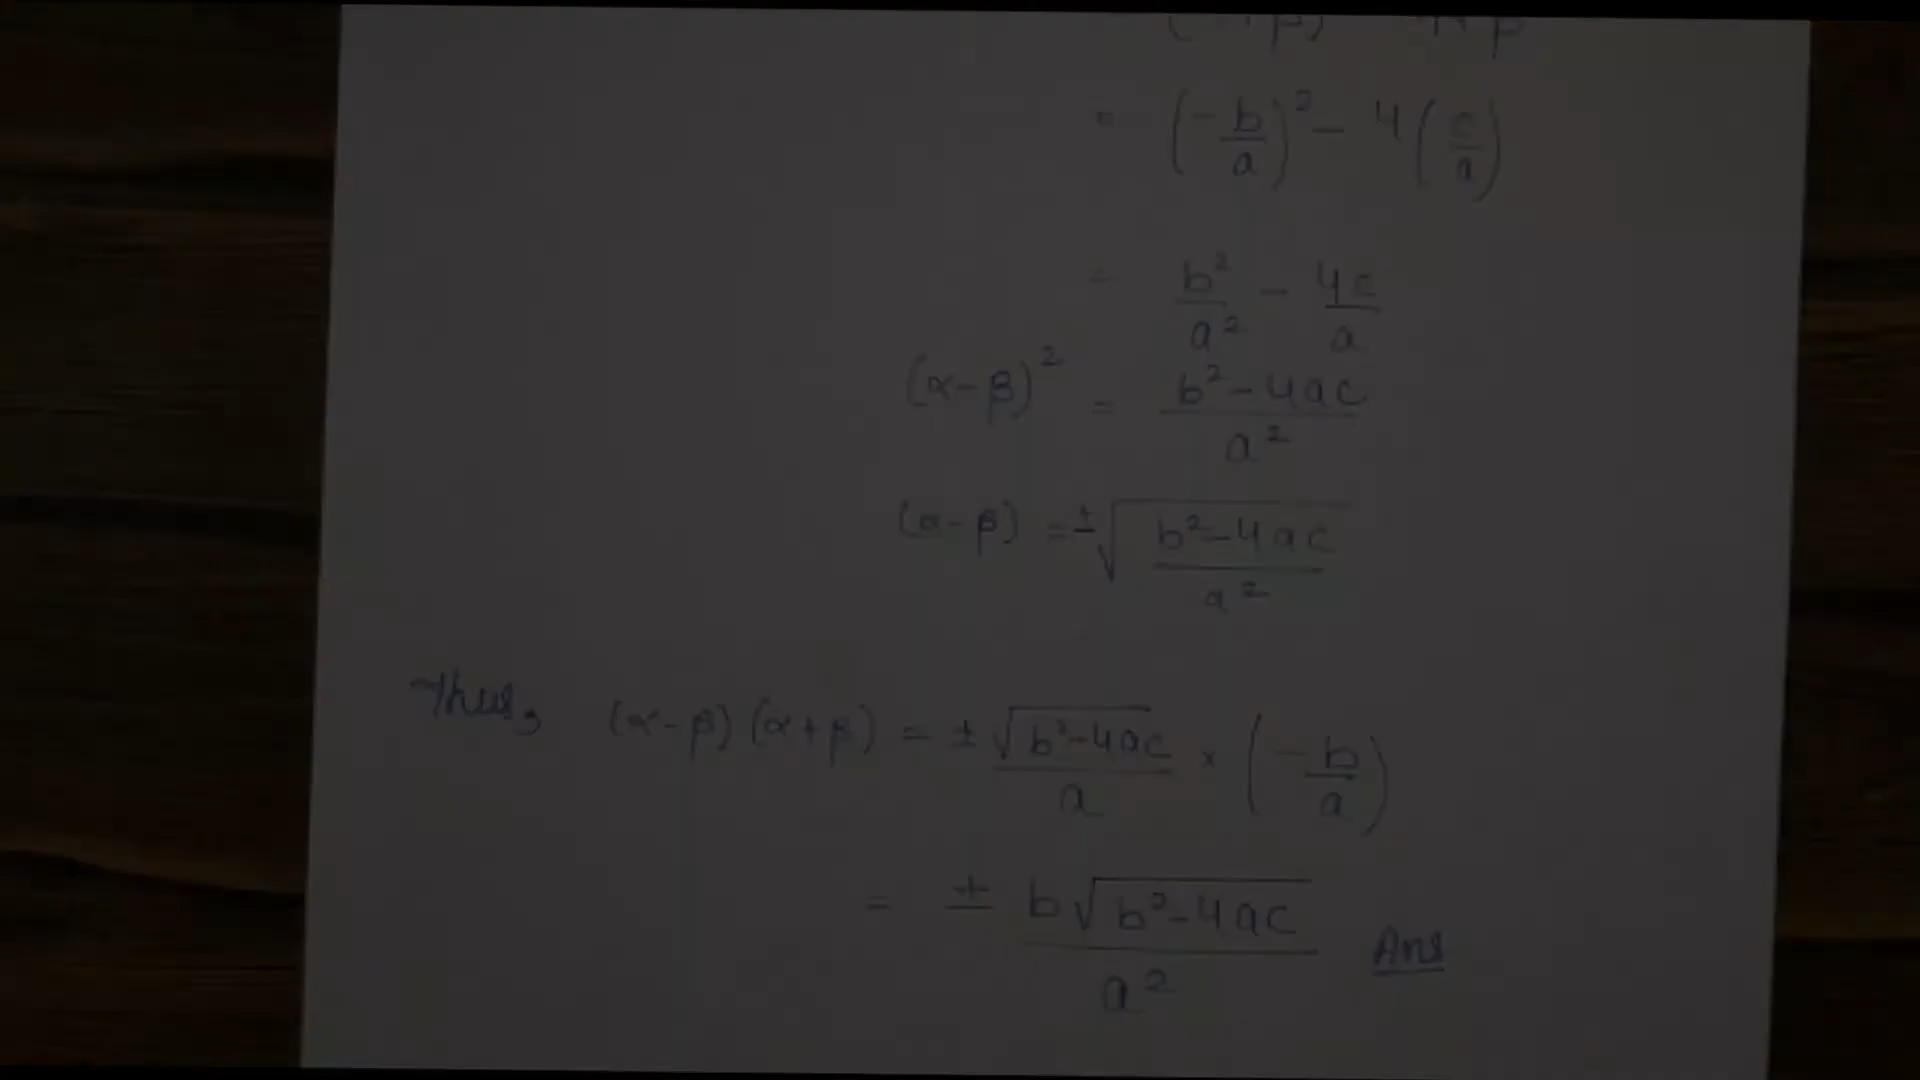 = (-b/a)² - 4(c/a)
= b²/a² - 4c/a
(α-β)² = b²-4ac/a²
(α-β) = ±√(b²-4ac/a²)
Thus, (α-β)(α+β) = ±√(b²-4ac)/a × (-b/a)
= ± b√(b²-4ac)/a² Ans